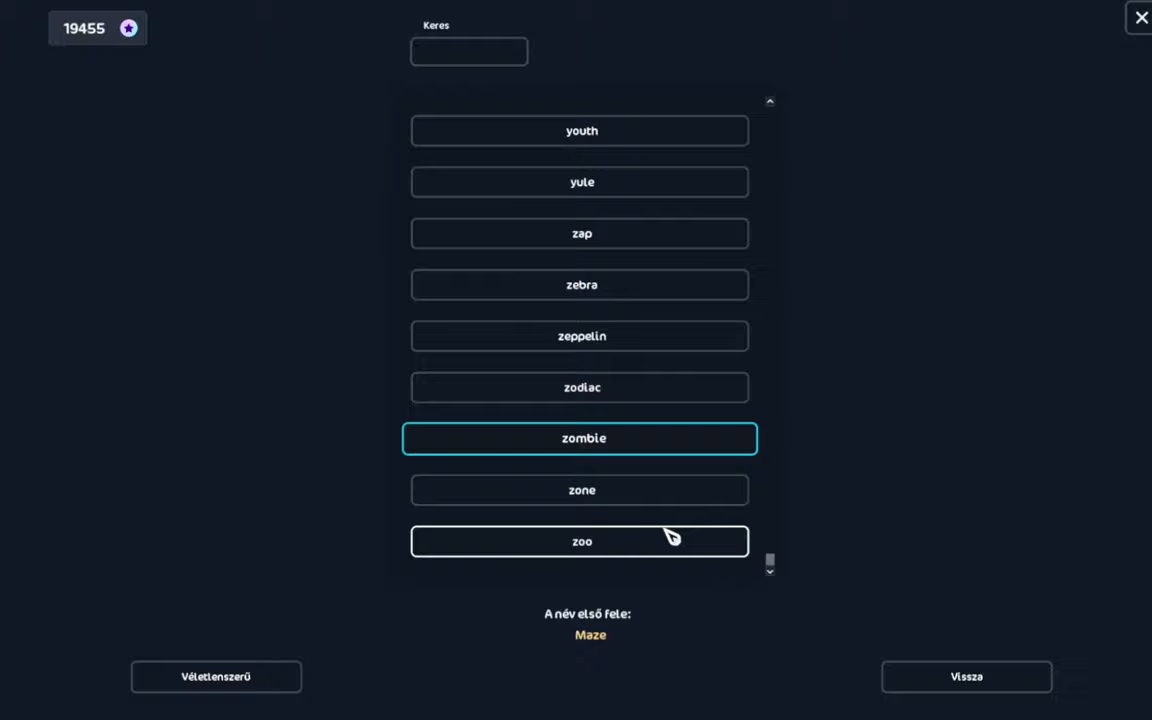 19455
Keres
youth
yule
zap
zebra
zeppelin
zodiac
zombie
zone
zoo
A név első fele:
Maze
Véletlenszerű
Vissza